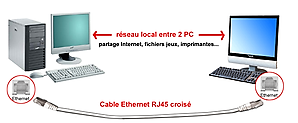 réseau local entre 2 PC
partage Internet, fichiers jeux, imprimantes...
Ethernet
Ethernet
Cable Ethernet RJ45 croisé